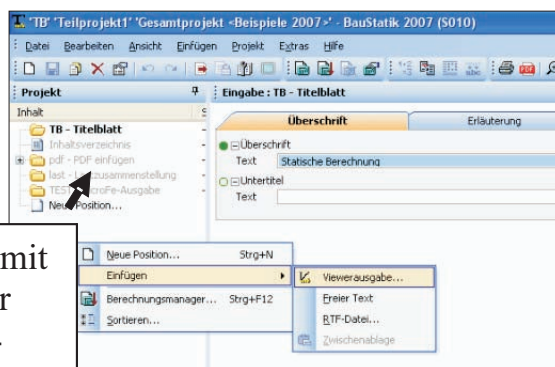 'TB' 'Teilprojekt1' 'Gesamtprojekt <Beispiele 2007>' - BauStatik 2007 (S010)
Datei Bearbeiten Ansicht Einfügen Projekt Extras Hilfe
Projekt
Eingabe : TB - Titelblatt
Inhalt
TB - Titelblatt
Inhaltsverzeichnis
pdf - PDF einfügen
Neue Position...
Überschrift Erläuterung
Überschrift
Text Statische Berechnung
Untertitel
Text
mit
r
.
Neue Position... Strg+N
Einfügen
Berechnungsmanager... Strg+F12
Sortieren...
Viewerausgabe...
Freier Text
RTF-Datei...
Zwischenablage